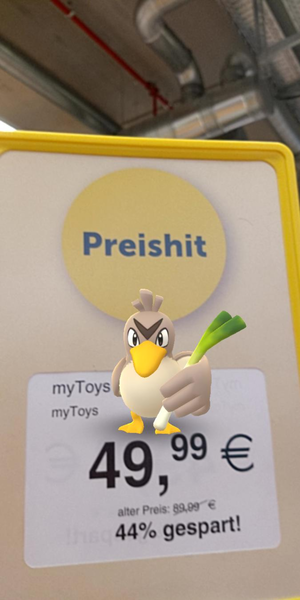 Preishit
myToys
myToys
49,99 €
alter Preis: 89,99 €
44% gespart!